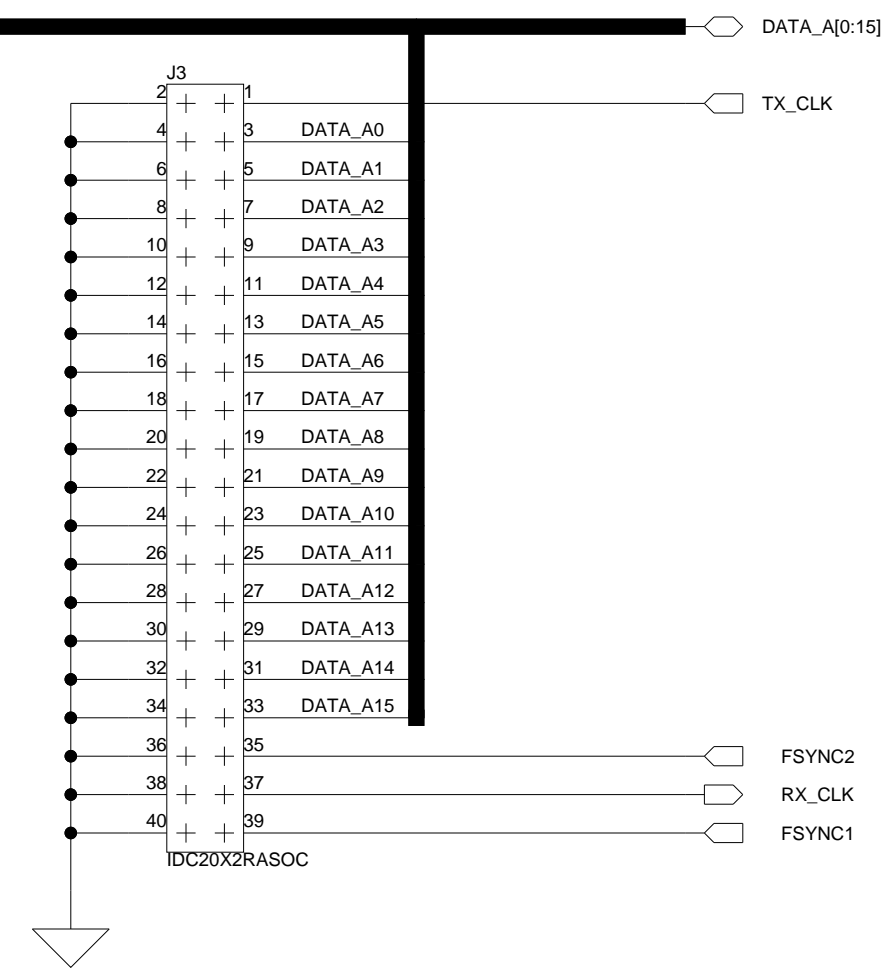 DATA_A[0:15]
J3
2 1 TX_CLK
4 3 DATA_A0
6 5 DATA_A1
8 7 DATA_A2
10 9 DATA_A3
12 11 DATA_A4
14 13 DATA_A5
16 15 DATA_A6
18 17 DATA_A7
20 19 DATA_A8
22 21 DATA_A9
24 23 DATA_A10
26 25 DATA_A11
28 27 DATA_A12
30 29 DATA_A13
32 31 DATA_A14
34 33 DATA_A15
36 35 FSYNC2
38 37 RX_CLK
40 39 FSYNC1
IDC20X2RASOC